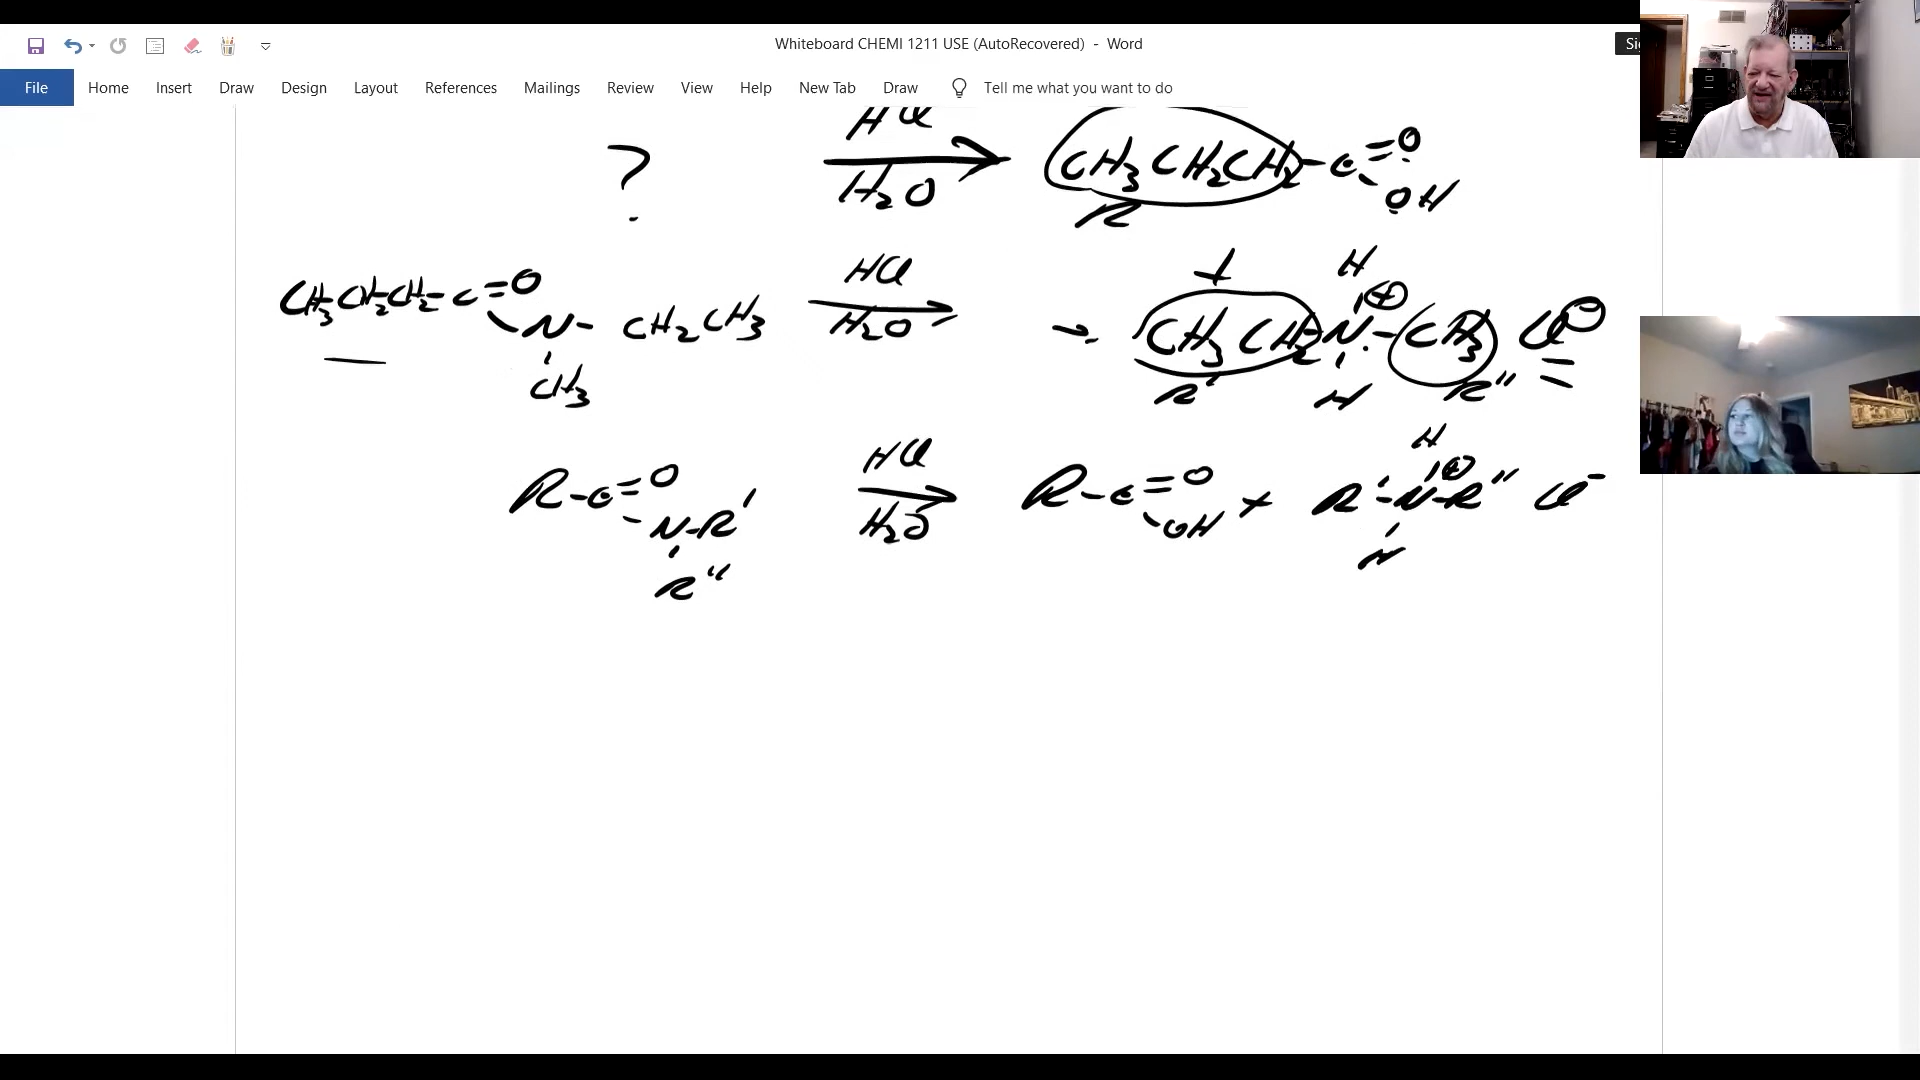 Whiteboard CHEMI 1211 USE (AutoRecovered) - Word
File Home Insert Draw Design Layout References Mailings Review View Help New Tab Draw Tell me what you want to do
HCl
? H2O CH3CH2CH2-C=O
OH
R
CH3CH2CH2-C=O HCl + H
N-CH2CH3 H2O CH3CH2-N⊕-CH3 Cl⊖
CH3 R' H R''
R-C=O HCl R-C=O H
N-R' H2O OH + R'-N⊕-R'' Cl-
R'' H